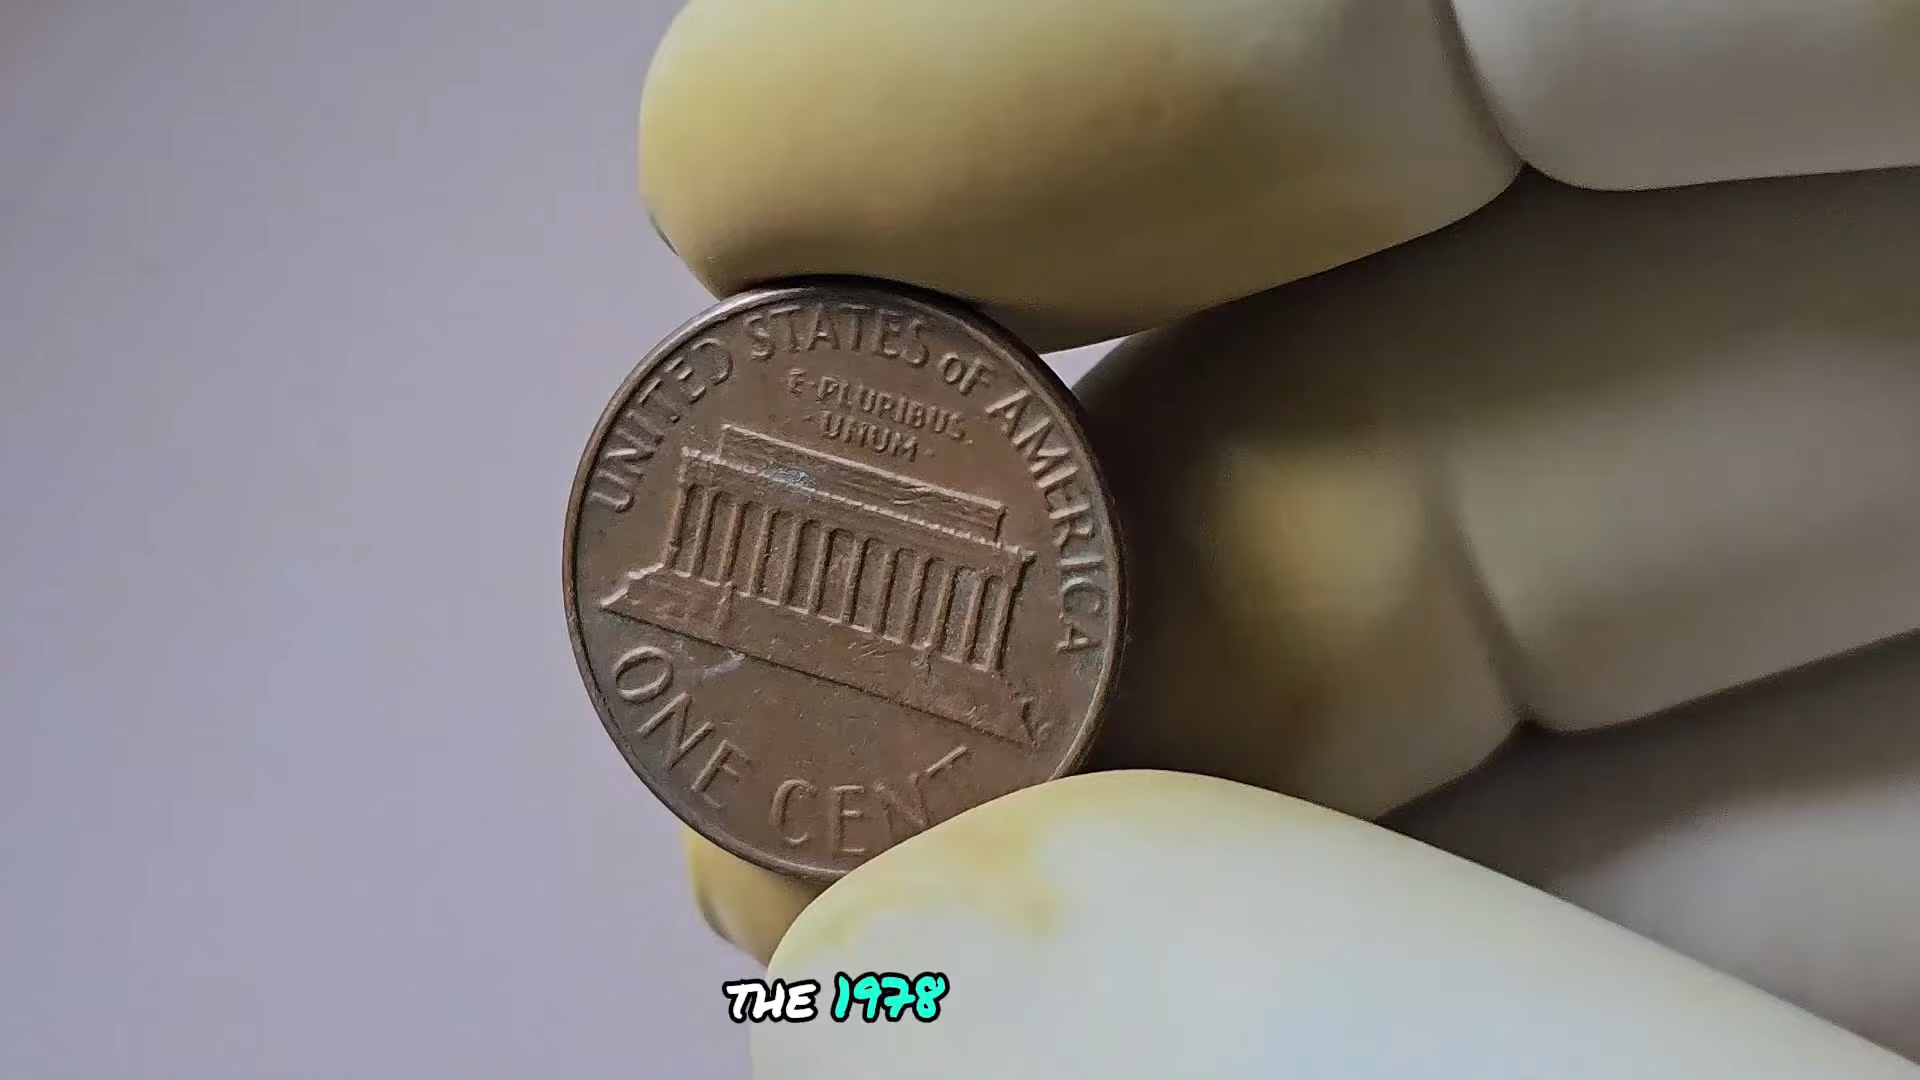 UNITED STATES OF AMERICA
E·PLURIBUS
·UNUM·
ONE CENT
THE 1978